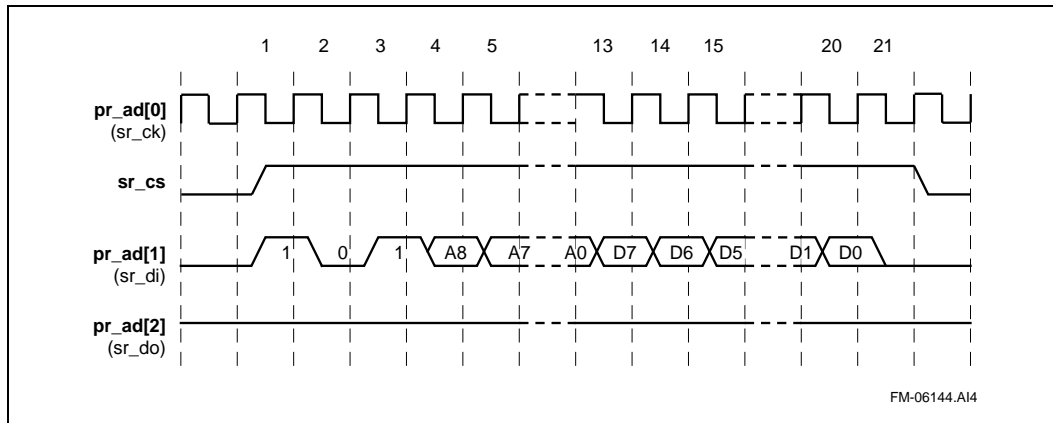 1 2 3 4 5 13 14 15 20 21
pr_ad[0]
(sr_ck)
sr_cs
pr_ad[1]
(sr_di)
1 0 1 A8 A7 A0 D7 D6 D5 D1 D0
pr_ad[2]
(sr_do)
FM-06144.AI4